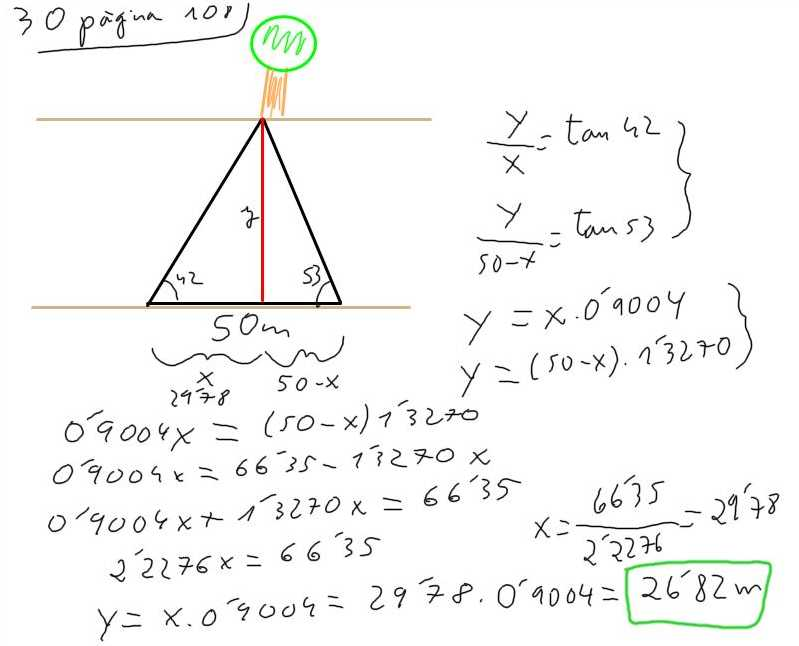 30 página 108
y/x = tan 42
y/50-x = tan 53
y
42
53
50m
x
50-x
29´78
y = x.0´9004
y = (50-x).1´3270
0´9004x = (50-x)1´3270
0´9004x = 66´35-1´3270 x
0´9004x+1´3270x = 66´35
2´2276x = 66´35
x = 66´35/2´2276 = 29´78
y = x.0´9004 = 29´78.0´9004 = 26´82 m